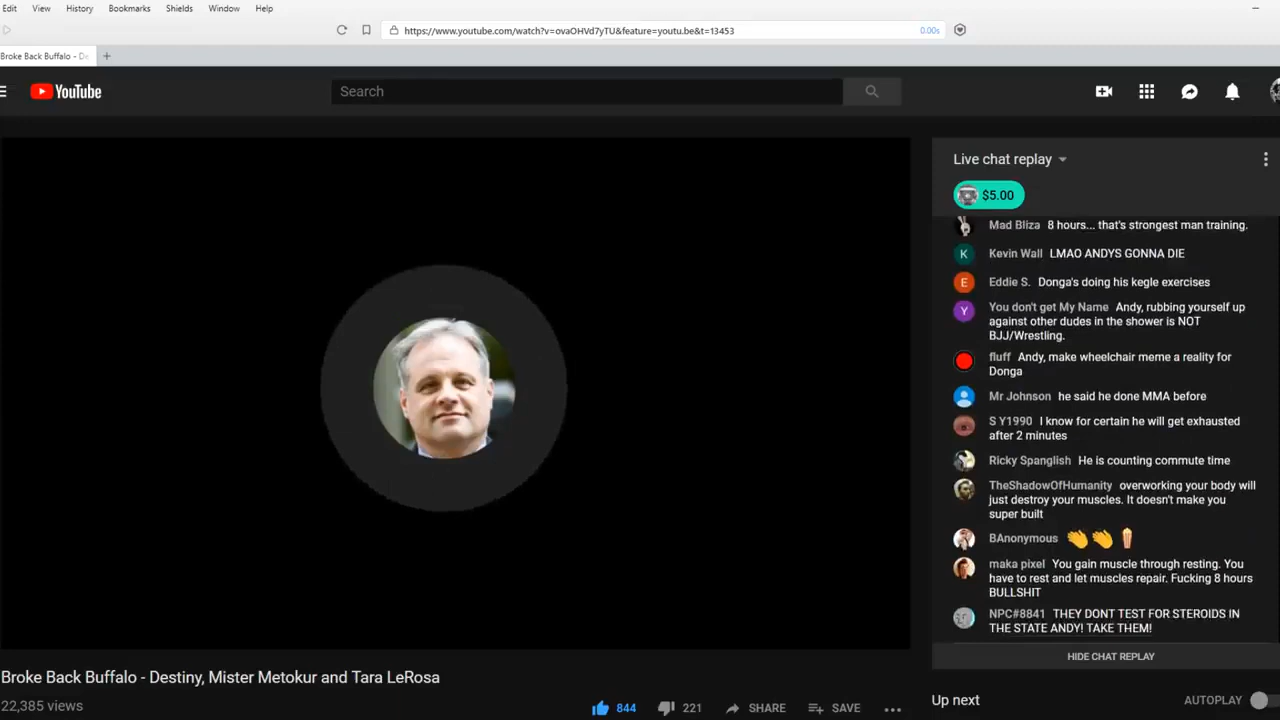 Edit View History Bookmarks Shields Window Help
https://www.youtube.com/watch?v=ovaOHVd7yTU&feature=youtu.be&t=13453 0.00s
Broke Back Buffalo - De
YouTube
Search
Live chat replay
$5.00
Mad Bliza 8 hours... that's strongest man training.
Kevin Wall LMAO ANDYS GONNA DIE
Eddie S. Donga's doing his kegle exercises
You don't get My Name Andy, rubbing yourself up
against other dudes in the shower is NOT
BJJ/Wrestling.
fluff Andy, make wheelchair meme a reality for
Donga
Mr Johnson he said he done MMA before
S Y1990 I know for certain he will get exhausted
after 2 minutes
Ricky Spanglish He is counting commute time
TheShadowOfHumanity overworking your body will
just destroy your muscles. It doesn't make you
super built
BAnonymous 👏👏🍿
maka pixel You gain muscle through resting. You
have to rest and let muscles repair. Fucking 8 hours
BULLSHIT
NPC#8841 THEY DONT TEST FOR STEROIDS IN
THE STATE ANDY! TAKE THEM!
HIDE CHAT REPLAY
Broke Back Buffalo - Destiny, Mister Metokur and Tara LeRosa
22,385 views
844 221 SHARE SAVE
Up next
AUTOPLAY